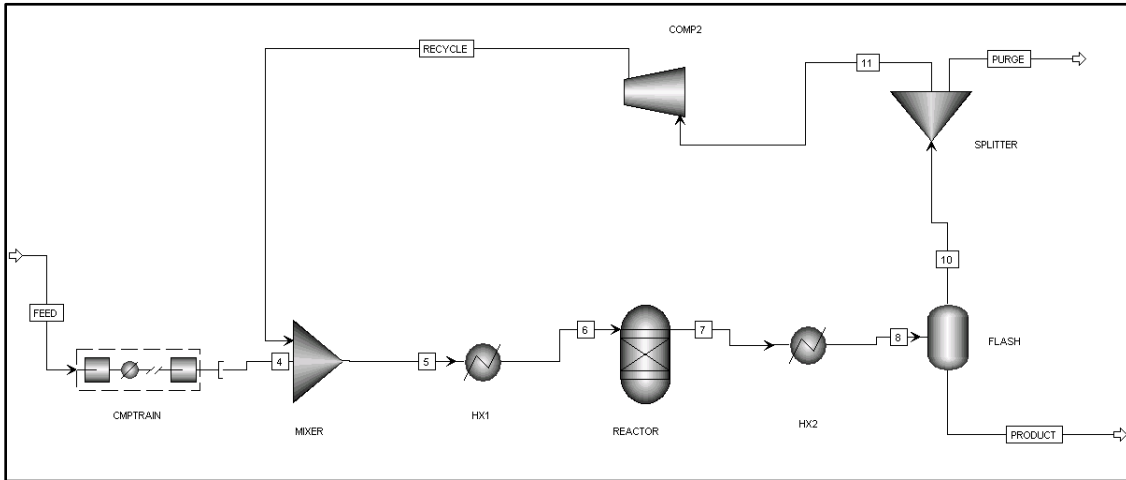 COMP2
RECYCLE
11
PURGE
SPLITTER
10
FEED
4
5
6
7
8
FLASH
CMPTRAIN
MIXER
HX1
REACTOR
HX2
PRODUCT